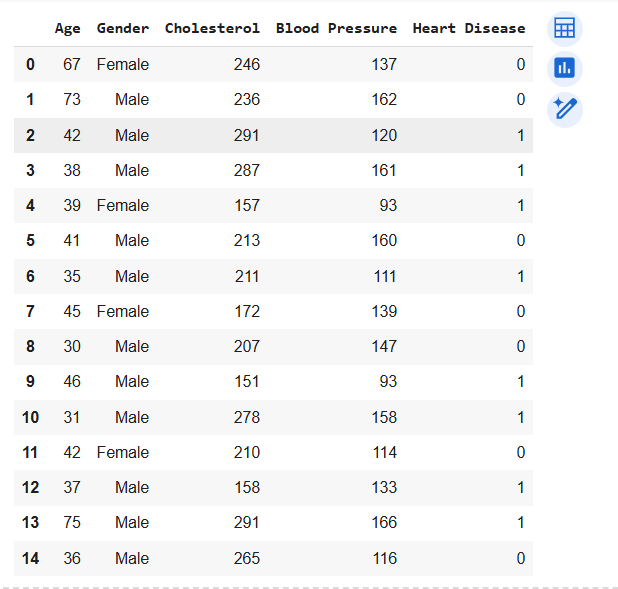 Age Gender Cholesterol Blood Pressure Heart Disease
0 67 Female 246 137 0
1 73 Male 236 162 0
2 42 Male 291 120 1
3 38 Male 287 161 1
4 39 Female 157 93 1
5 41 Male 213 160 0
6 35 Male 211 111 1
7 45 Female 172 139 0
8 30 Male 207 147 0
9 46 Male 151 93 1
10 31 Male 278 158 1
11 42 Female 210 114 0
12 37 Male 158 133 1
13 75 Male 291 166 1
14 36 Male 265 116 0